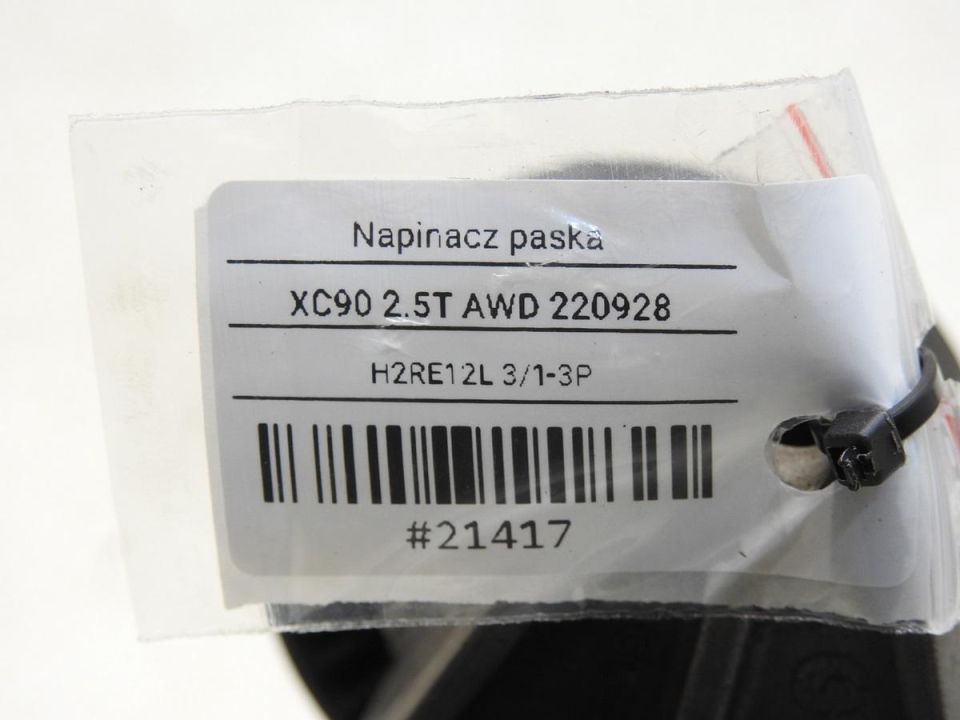 Napinacz paska
XC90 2.5T AWD 220928
H2RE12L 3/1-3P
#21417